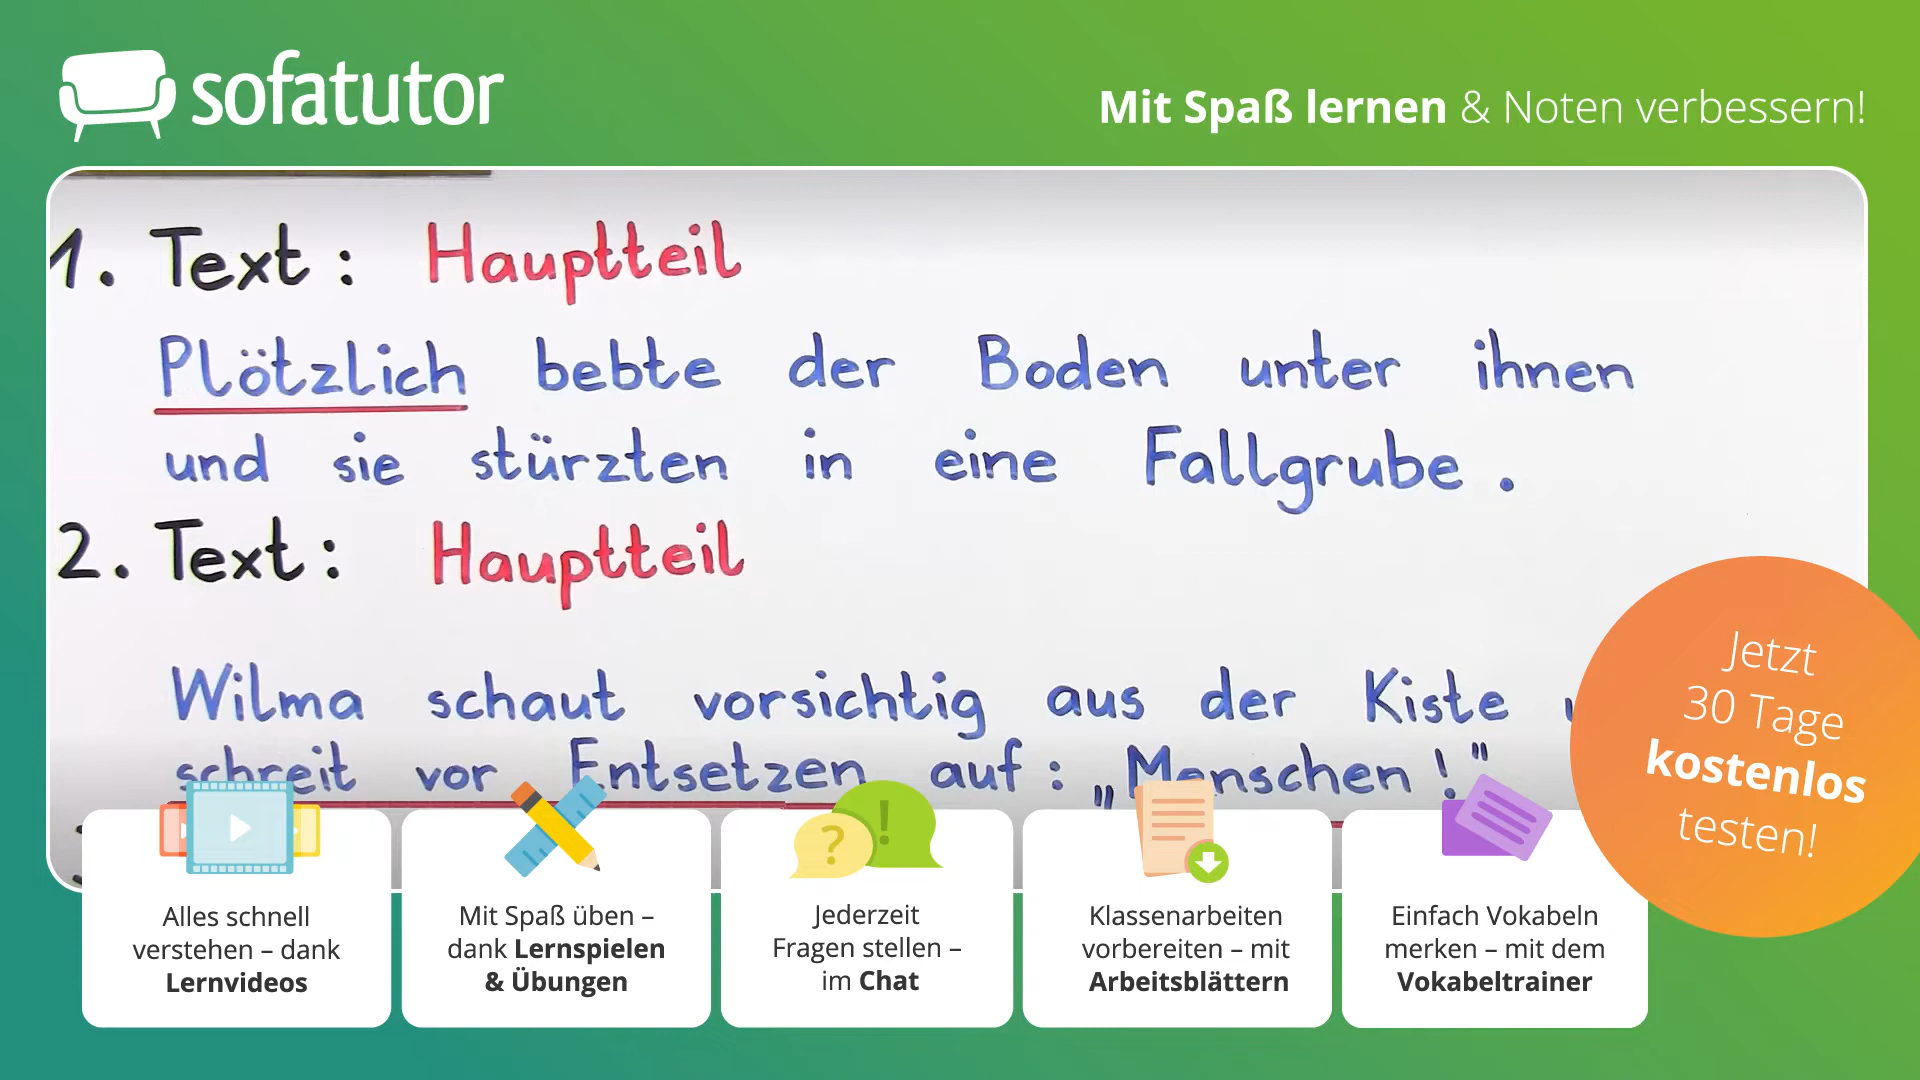 sofatutor
Mit Spaß lernen & Noten verbessern!
1. Text: Hauptteil
Plötzlich bebte der Boden unter ihnen
und sie stürzten in eine Fallgrube.
2. Text: Hauptteil
Wilma schaut vorsichtig aus der Kiste
schreit vor Entsetzen auf: „Menschen!"
Jetzt
30 Tage
kostenlos
testen!
Alles schnell
verstehen – dank
Lernvideos
Mit Spaß üben –
dank Lernspielen
& Übungen
Jederzeit
Fragen stellen –
im Chat
Klassenarbeiten
vorbereiten – mit
Arbeitsblättern
Einfach Vokabeln
merken – mit dem
Vokabeltrainer